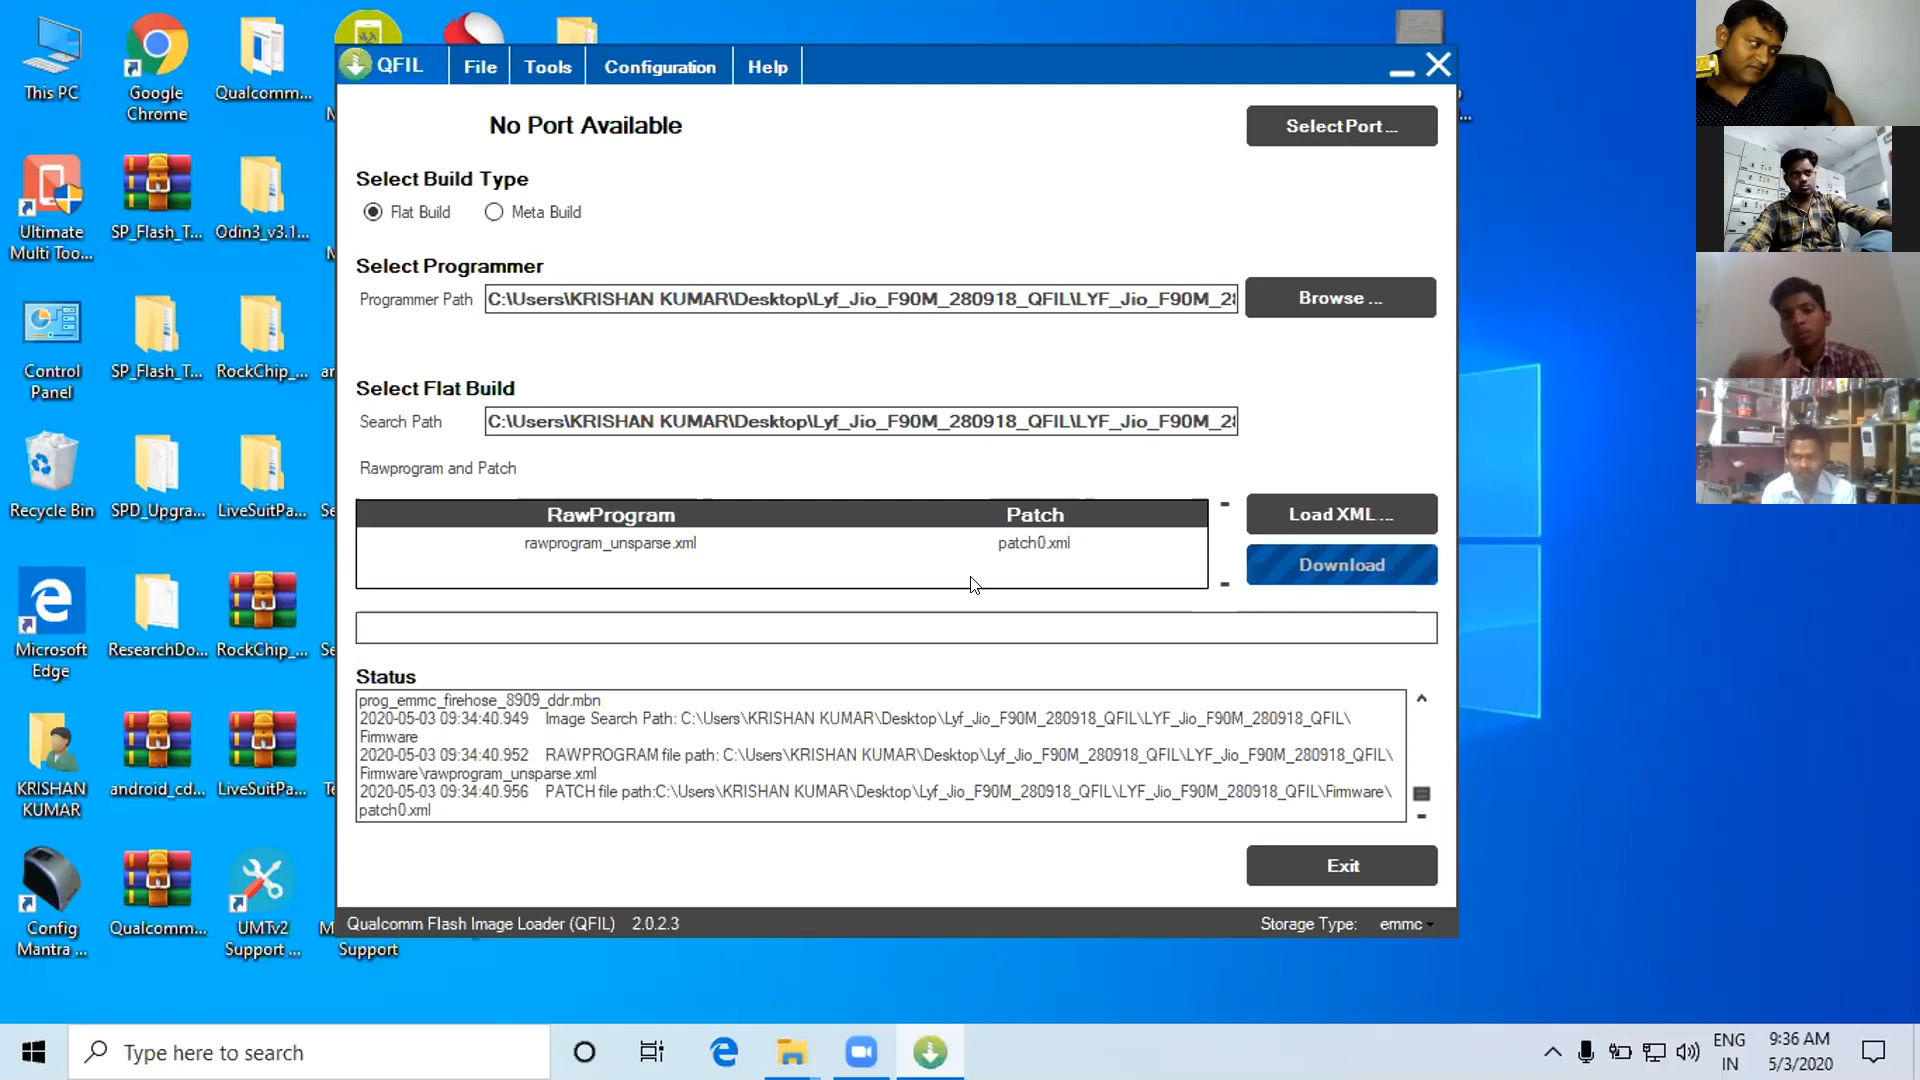 This PC
Google
Chrome
Qualcomm...
QFIL
File
Tools
Configuration
Help
No Port Available
Select Port ...
Select Build Type
Flat Build
Meta Build
Select Programmer
Programmer Path
C:\Users\KRISHAN KUMAR\Desktop\Lyf_Jio_F90M_280918_QFIL\LYF_Jio_F90M_2
Browse ...
Select Flat Build
Search Path
C:\Users\KRISHAN KUMAR\Desktop\Lyf_Jio_F90M_280918_QFIL\LYF_Jio_F90M_2
Rawprogram and Patch
RawProgram
Patch
rawprogram_unsparse.xml
patch0.xml
Load XML ...
Download
Status
prog_emmc_firehose_8909_ddr.mbn
2020-05-03 09:34:40.949 Image Search Path: C:\Users\KRISHAN KUMAR\Desktop\Lyf_Jio_F90M_280918_QFIL\LYF_Jio_F90M_280918_QFIL\
Firmware
2020-05-03 09:34:40.952 RAWPROGRAM file path: C:\Users\KRISHAN KUMAR\Desktop\Lyf_Jio_F90M_280918_QFIL\LYF_Jio_F90M_280918_QFIL\
Firmware\rawprogram_unsparse.xml
2020-05-03 09:34:40.956 PATCH file path:C:\Users\KRISHAN KUMAR\Desktop\Lyf_Jio_F90M_280918_QFIL\LYF_Jio_F90M_280918_QFIL\Firmware\
patch0.xml
Exit
Qualcomm Flash Image Loader (QFIL) 2.0.2.3
Storage Type: emmc
Ultimate
Multi Too...
SP_Flash_T...
Odin3_v3.1...
Control
Panel
SP_Flash_T...
RockChip_...
Recycle Bin
SPD_Upgra...
LiveSuitPa...
Microsoft
Edge
ResearchDo...
RockChip_...
KRISHAN
KUMAR
android_cd...
LiveSuitPa...
Config
Mantra ...
Qualcomm...
UMTv2
Support ...
Support
Type here to search
ENG
IN
9:36 AM
5/3/2020